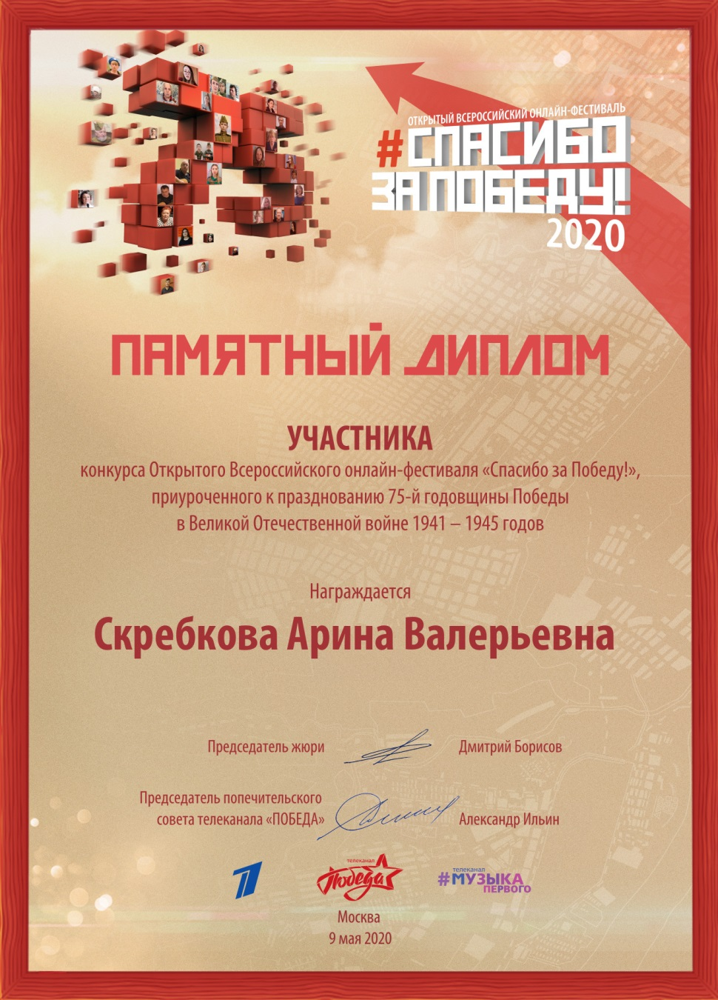 ОТКРЫТЫЙ ВСЕРОССИЙСКИЙ ОНЛАЙН-ФЕСТИВАЛЬ
#СПАСИБО
ЗА ПОБЕДУ!
2020
ПАМЯТНЫЙ ДИПЛОМ
УЧАСТНИКА
конкурса Открытого Всероссийского онлайн-фестиваля «Спасибо за Победу!»,
приуроченного к празднованию 75-й годовщины Победы
в Великой Отечественной войне 1941 – 1945 годов
Награждается
Скребкова Арина Валерьевна
Председатель жюри Дмитрий Борисов
Председатель попечительского
совета телеканала «ПОБЕДА» Александр Ильин
1
телеканал
Победа
телеканал
#МУЗЫКА
ПЕРВОГО
Москва
9 мая 2020